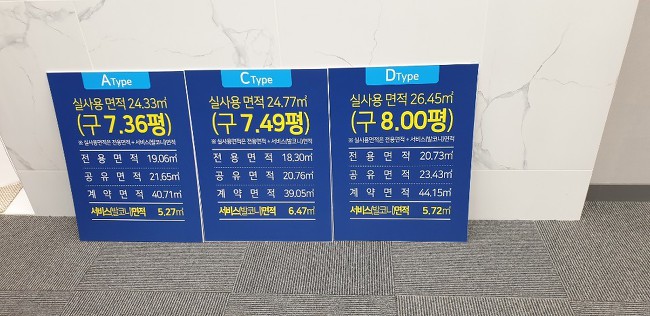 A Type
실사용 면적 24.33㎡
(구 7.36평)
※ 실사용면적은 전용면적 + 서비스(발코니)면적
전 용 면 적 19.06㎡
공 유 면 적 21.65㎡
계 약 면 적 40.71㎡
서비스(발코니)면적 5.27㎡
C Type
실사용 면적 24.77㎡
(구 7.49평)
※ 실사용면적은 전용면적 + 서비스(발코니)면적
전 용 면 적 18.30㎡
공 유 면 적 20.76㎡
계 약 면 적 39.05㎡
서비스(발코니)면적 6.47㎡
D Type
실사용 면적 26.45㎡
(구 8.00평)
※ 실사용면적은 전용면적 + 서비스(발코니)면적
전 용 면 적 20.73㎡
공 유 면 적 23.43㎡
계 약 면 적 44.15㎡
서비스(발코니)면적 5.72㎡